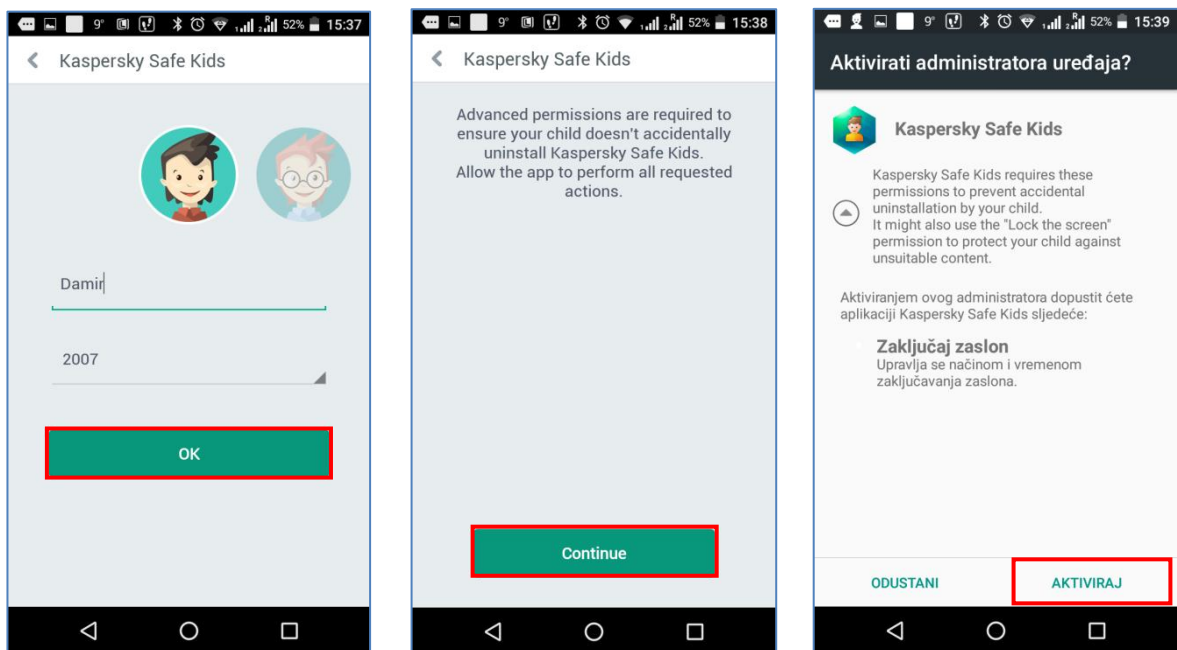 9° 52% 15:37
Kaspersky Safe Kids
Damir
2007
OK
9° 52% 15:38
Kaspersky Safe Kids
Advanced permissions are required to
ensure your child doesn't accidentally
uninstall Kaspersky Safe Kids.
Allow the app to perform all requested
actions.
Continue
9° 52% 15:39
Aktivirati administratora uređaja?
Kaspersky Safe Kids
Kaspersky Safe Kids requires these
permissions to prevent accidental
uninstallation by your child.
It might also use the "Lock the screen"
permission to protect your child against
unsuitable content.
Aktiviranjem ovog administratora dopustit ćete
aplikaciji Kaspersky Safe Kids sljedeće:
Zaključaj zaslon
Upravlja se načinom i vremenom
zaključavanja zaslona.
ODUSTANI AKTIVIRAJ